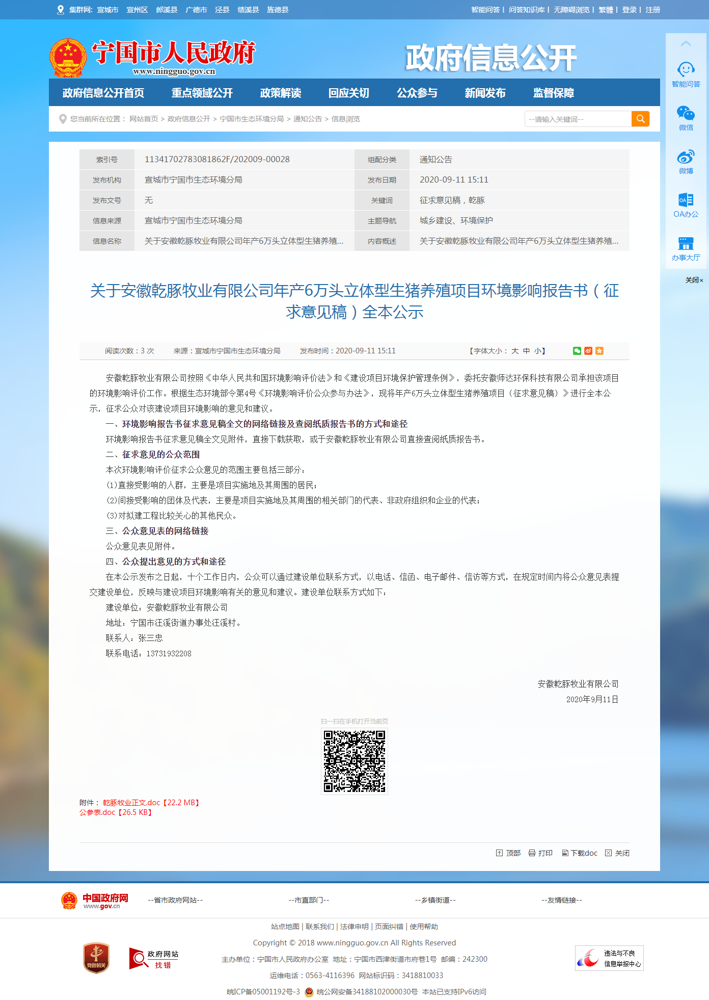 集群网: 宣城市 宣州区 郎溪县 广德市 泾县 绩溪县 旌德县
智能问答 | 问答知识库 | 无障碍浏览 | 繁體 | 登录 | 注册
宁国市人民政府
www.ningguo.gov.cn
政府信息公开
政府信息公开首页 重点领域公开 政策解读 回应关切 公众参与 新闻发布 监督保障
您当前所在位置： 网站首页 > 政府信息公开 > 宁国市生态环境分局 > 通知公告 > 信息浏览
--请输入关键词--
智能问答
微信
微博
OA办公
办事大厅
关闭×
索引号 11341702783081862F/202009-00028 组配分类 通知公告
发布机构 宣城市宁国市生态环境分局 发布日期 2020-09-11 15:11
发布文号 无 关键词 征求意见稿，乾豚
信息来源 宣城市宁国市生态环境分局 主题导航 城乡建设、环境保护
信息名称 关于安徽乾豚牧业有限公司年产6万头立体型生猪养殖... 内容概述 关于安徽乾豚牧业有限公司年产6万头立体型生猪养殖...
关于安徽乾豚牧业有限公司年产6万头立体型生猪养殖项目环境影响报告书（征
求意见稿）全本公示
阅读次数：3 次 来源：宣城市宁国市生态环境分局 发布时间：2020-09-11 15:11 【字体大小： 大 中 小】
安徽乾豚牧业有限公司按照《中华人民共和国环境影响评价法》和《建设项目环境保护管理条例》，委托安徽师达环保科技有限公司承担该项目
的环境影响评价工作。根据生态环境部令第4号《环境影响评价公众参与办法》，现将年产6万头立体型生猪养殖项目（征求意见稿）》进行全本公
示，征求公众对该建设项目环境影响的意见和建议。
一、环境影响报告书征求意见稿全文的网络链接及查阅纸质报告书的方式和途径
环境影响报告书征求意见稿全文见附件，直接下载获取，或于安徽乾豚牧业有限公司直接查阅纸质报告书。
二、征求意见的公众范围
本次环境影响评价征求公众意见的范围主要包括三部分：
(1)直接受影响的人群，主要是项目实施地及其周围的居民；
(2)间接受影响的团体及代表，主要是项目实施地及其周围的相关部门的代表、非政府组织和企业的代表；
(3)对拟建工程比较关心的其他民众。
三、公众意见表的网络链接
公众意见表见附件。
四、公众提出意见的方式和途径
在本公示发布之日起，十个工作日内，公众可以通过建设单位联系方式，以电话、信函、电子邮件、信访等方式，在规定时间内将公众意见表提
交建设单位，反映与建设项目环境影响有关的意见和建议。建设单位联系方式如下：
建设单位：安徽乾豚牧业有限公司
地址：宁国市汪溪街道办事处汪溪村。
联系人：张三忠
联系电话：13731932208
安徽乾豚牧业有限公司
2020年9月11日
扫一扫在手机打开当前页
附件： 乾豚牧业正文.doc【22.2 MB】
公参表.doc【26.5 KB】
顶部 打印 下载doc 关闭
中国政府网
www.gov.cn
--省市政府网站-- --市直部门-- --乡镇街道-- --友情链接--
站点地图 | 联系我们 | 法律申明 | 页面纠错 | 使用帮助
Copyright © 2018 www.ningguo.gov.cn All Rights Reserved
主办单位：宁国市人民政府办公室 地址：宁国市西津街道市府巷1号 邮编：242300
运维电话：0563-4116396 网站标识码：3418810033
皖ICP备05001192号-3 皖公网安备34188102000030号 本站已支持IPv6访问
党政机关
政府网站
找错
违法与不良
信息举报中心